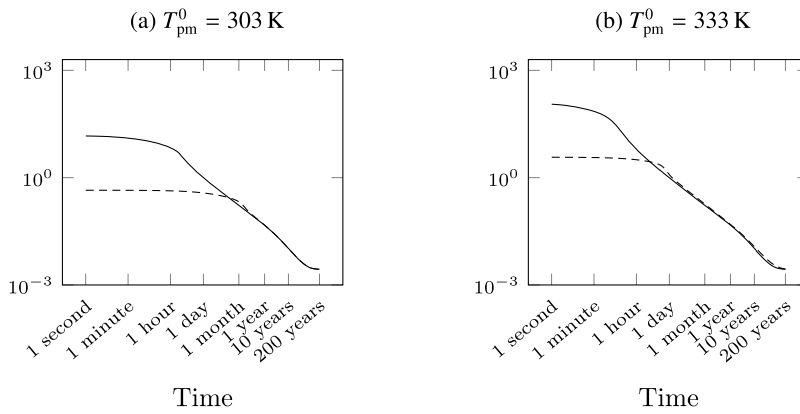 (a) T⁰pm = 303 K
10³
10⁰
10⁻³
1 second
1 minute
1 hour
1 day
1 month
1 year
10 years
200 years
Time
(b) T⁰pm = 333 K
10³
10⁰
10⁻³
1 second
1 minute
1 hour
1 day
1 month
1 year
10 years
200 years
Time